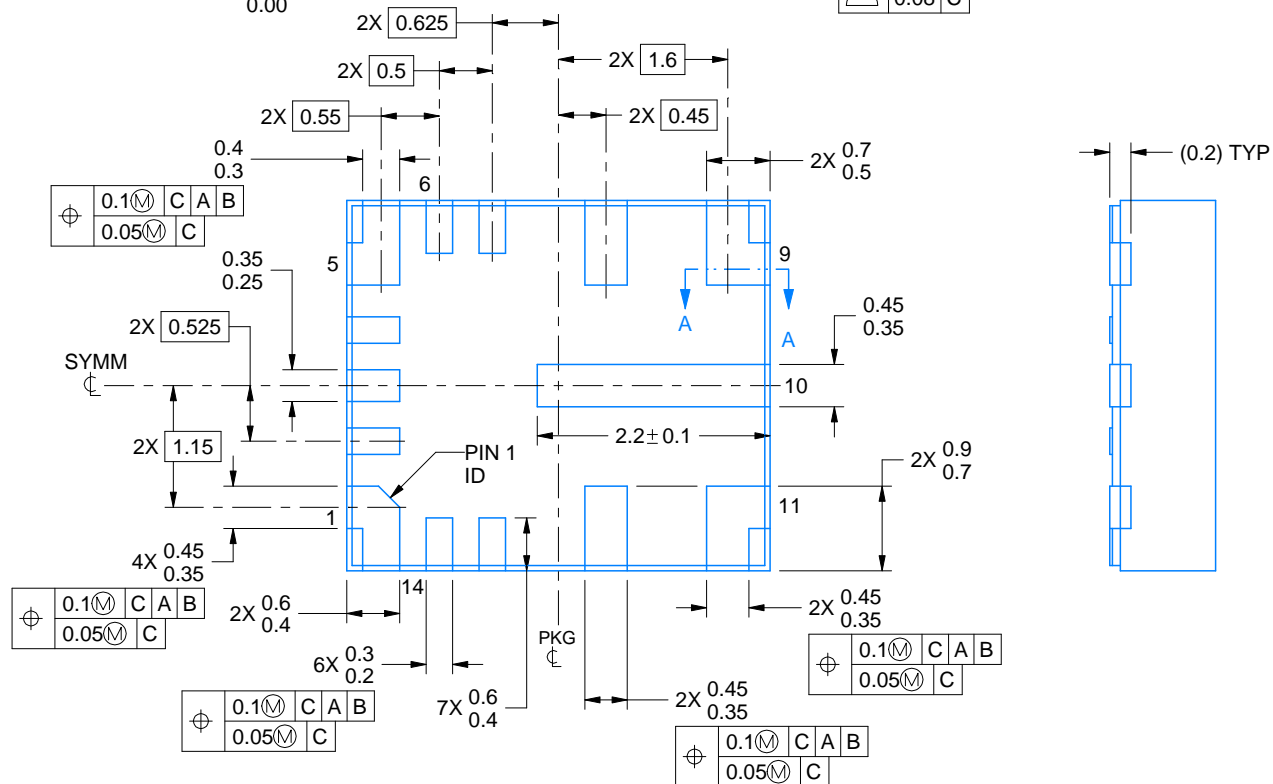 0.00
0.08 C
2X 0.625
2X 0.5
2X 1.6
2X 0.55
2X 0.45
0.4
0.3
2X 0.7
0.5
(0.2) TYP
6
⌖ 0.1Ⓜ C A B
0.05Ⓜ C
5
9
0.35
0.25
A
A
0.45
0.35
2X 0.525
SYMM
℄
10
2.2±0.1
2X 1.15
PIN 1
ID
2X 0.9
0.7
1
11
4X 0.45
0.35
14
⌖ 0.1Ⓜ C A B
0.05Ⓜ C
2X 0.6
0.4
2X 0.45
0.35
PKG
℄
⌖ 0.1Ⓜ C A B
0.05Ⓜ C
6X 0.3
0.2
7X 0.6
0.4
2X 0.45
0.35
⌖ 0.1Ⓜ C A B
0.05Ⓜ C
⌖ 0.1Ⓜ C A B
0.05Ⓜ C